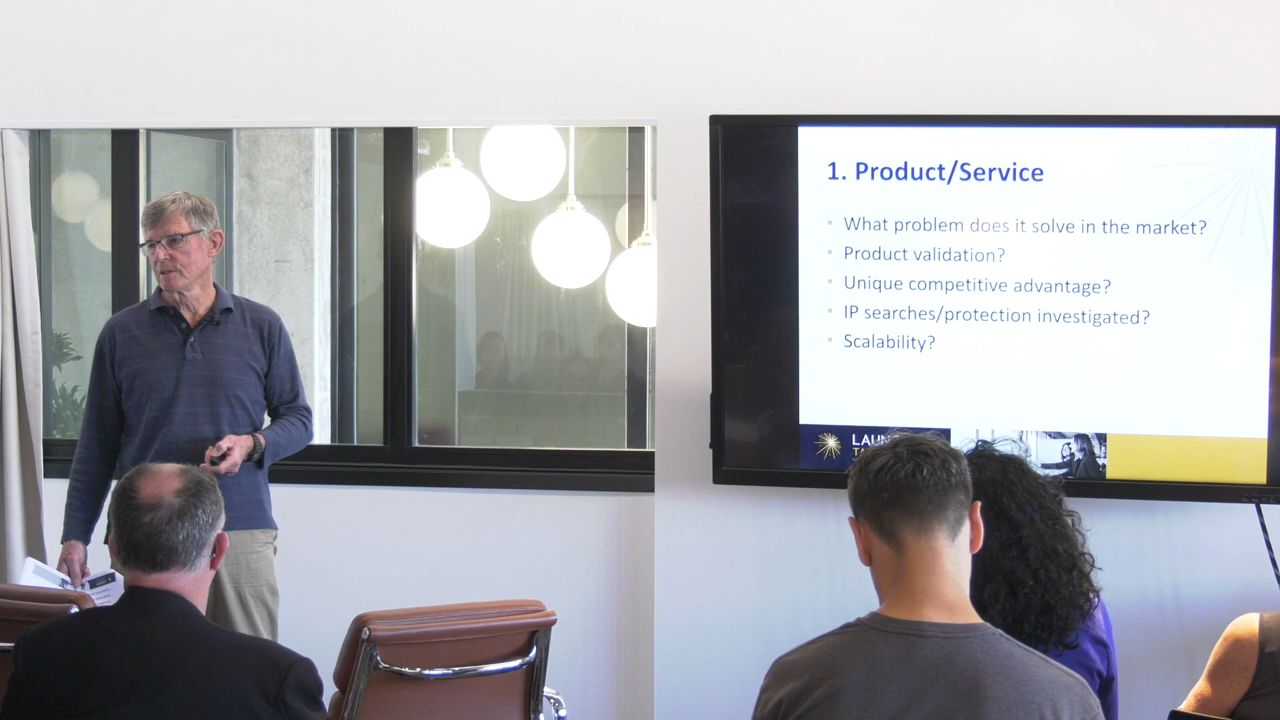 1. Product/Service
• What problem does it solve in the market?
• Product validation?
• Unique competitive advantage?
• IP searches/protection investigated?
• Scalability?